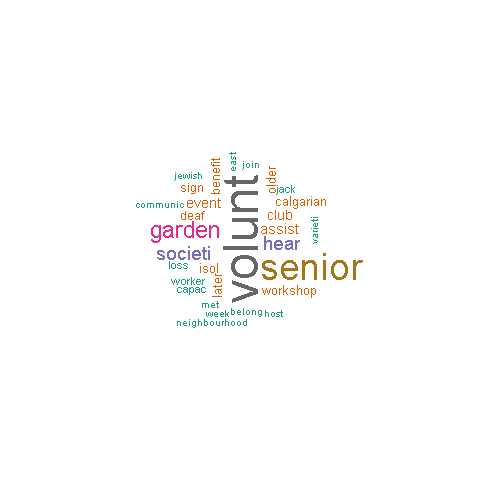 east
join
jewish
benefit
older
sign
jack
communic
event
calgarian
deaf
club
varieti
garden
assist
volunt
societi
hear
loss
isol
senior
worker
later
capac
workshop
met
week
belong
host
neighbourhood